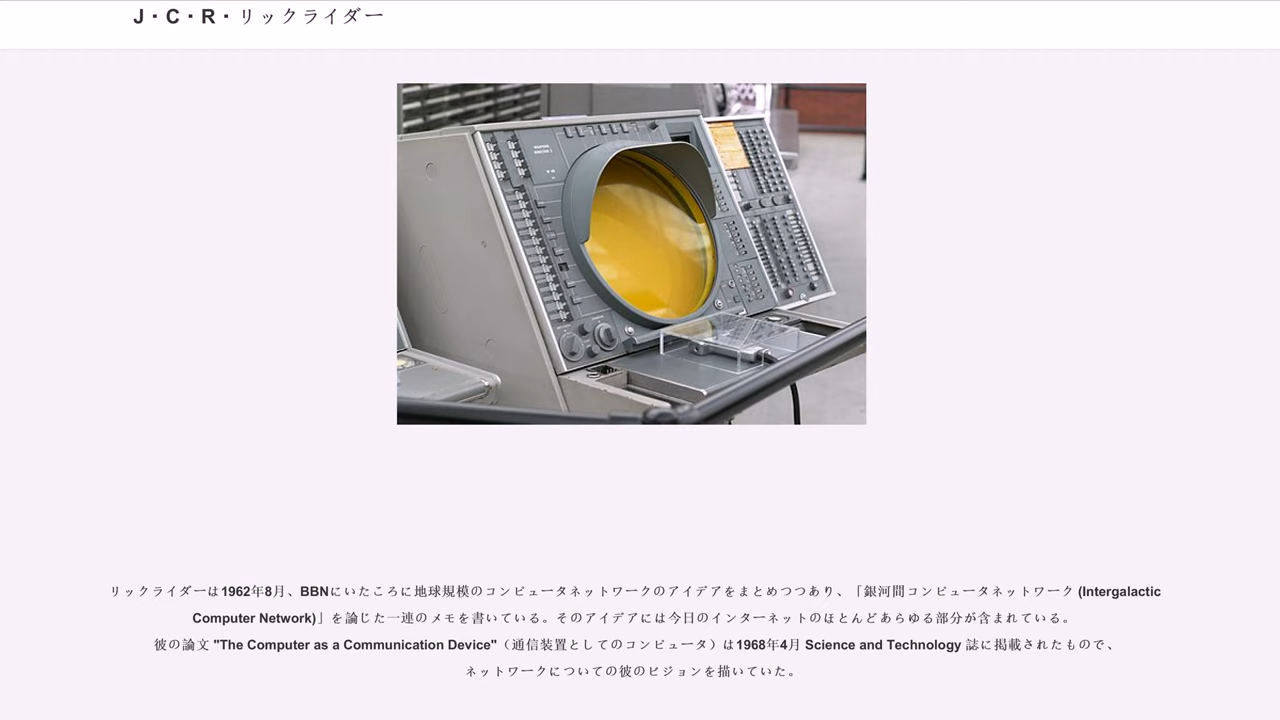 J・C・R・リックライダー
リックライダーは1962年8月、BBNにいたころに地球規模のコンピュータネットワークのアイデアをまとめつつあり、「銀河間コンピュータネットワーク (Intergalactic
Computer Network)」を論じた一連のメモを書いている。そのアイデアには今日のインターネットのほとんどあらゆる部分が含まれている。
彼の論文 "The Computer as a Communication Device"（通信装置としてのコンピュータ）は1968年4月 Science and Technology 誌に掲載されたもので、
ネットワークについての彼のビジョンを描いていた。